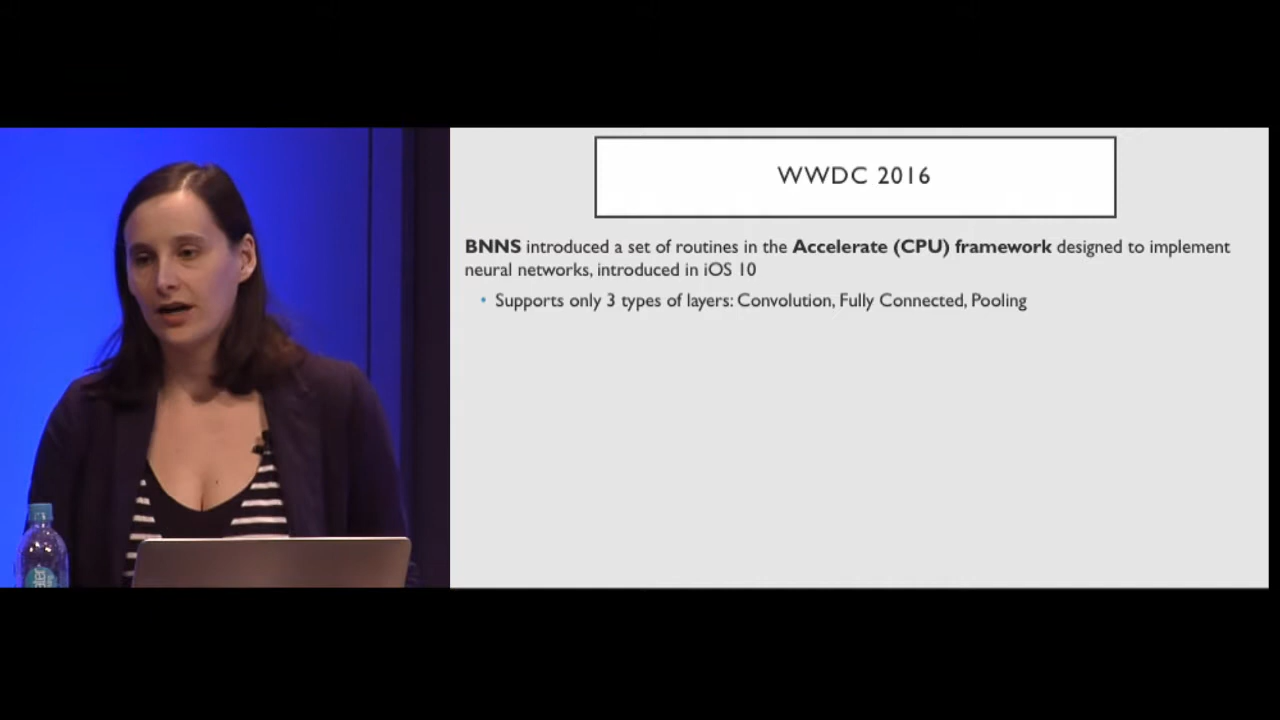 WWDC 2016
BNNS introduced a set of routines in the Accelerate (CPU) framework designed to implement
neural networks, introduced in iOS 10
• Supports only 3 types of layers: Convolution, Fully Connected, Pooling